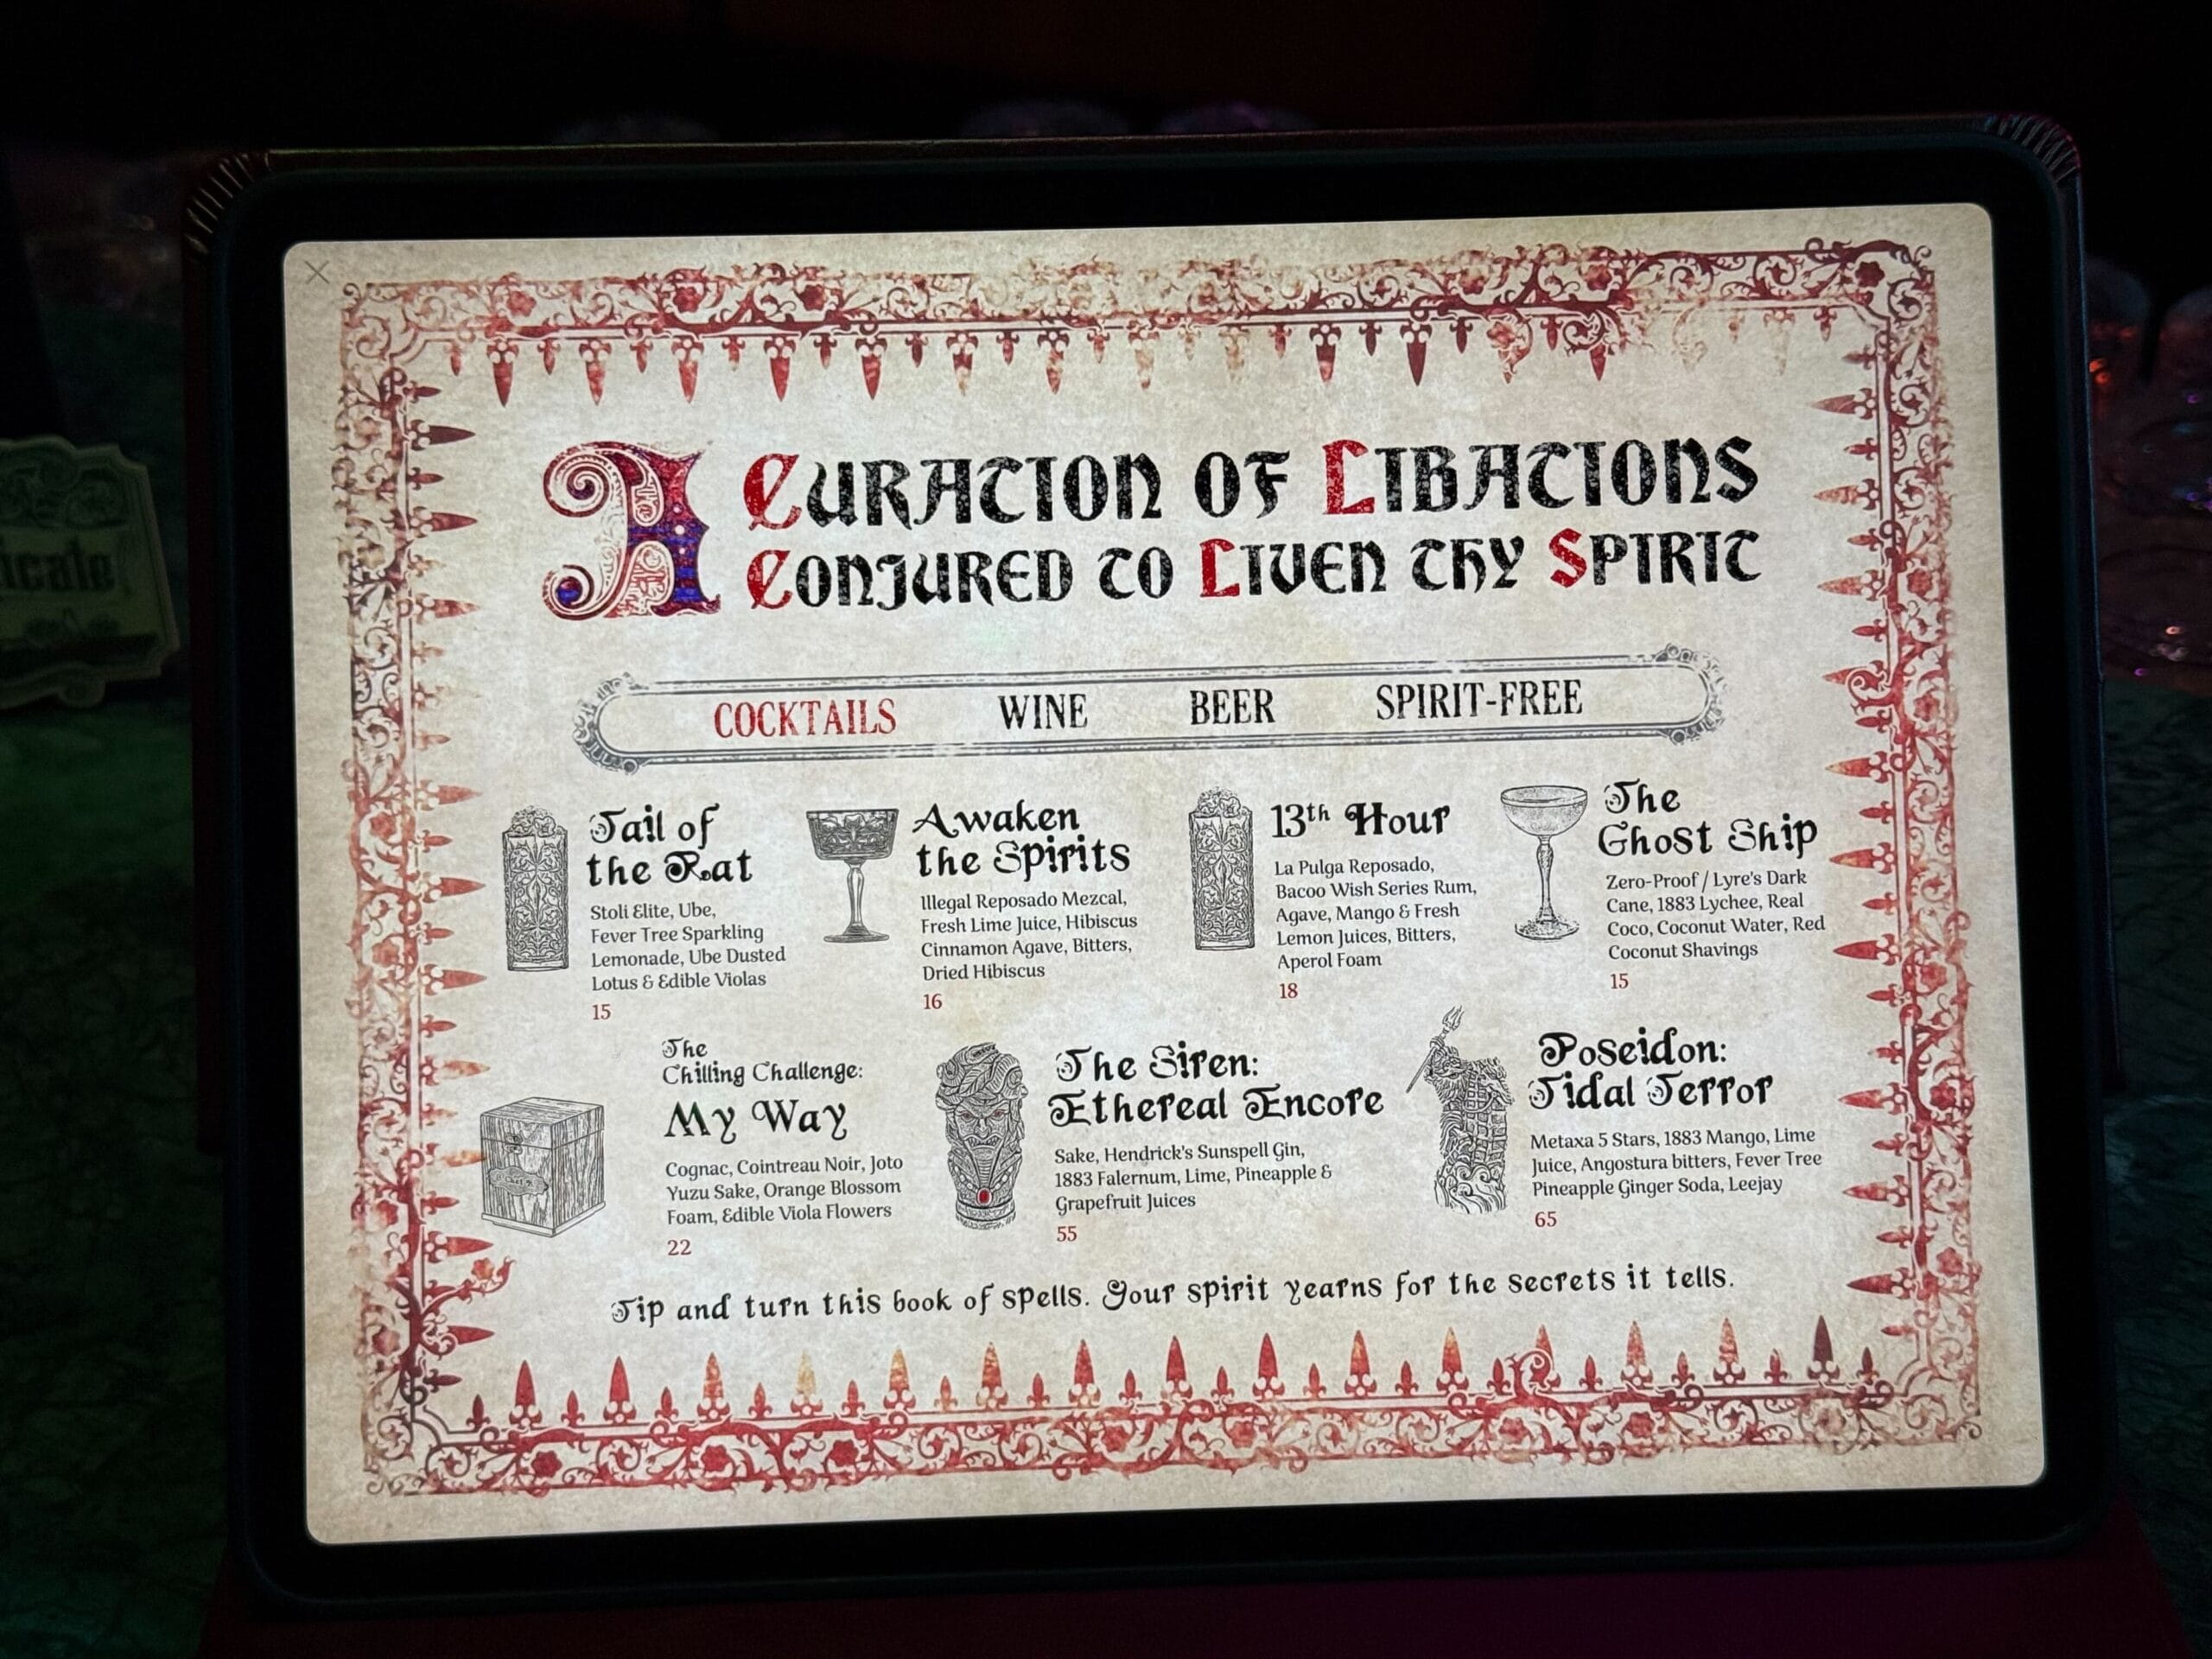 icate
A CURATION OF LIBATIONS
CONJURED TO LIVEN THY SPIRIT
COCKTAILS WINE BEER SPIRIT-FREE
Tail of
the Rat
Stoli Elite, Ube,
Fever Tree Sparkling
Lemonade, Ube Dusted
Lotus & Edible Violas
15
Awaken
the Spirits
Illegal Reposado Mezcal,
Fresh Lime Juice, Hibiscus
Cinnamon Agave, Bitters,
Dried Hibiscus
16
13th Hour
La Pulga Reposado,
Bacoo Wish Series Rum,
Agave, Mango & Fresh
Lemon Juices, Bitters,
Aperol Foam
18
The
Ghost Ship
Zero-Proof / Lyre's Dark
Cane, 1883 Lychee, Real
Coco, Coconut Water, Red
Coconut Shavings
15
The
Chilling Challenge:
My Way
Cognac, Cointreau Noir, Joto
Yuzu Sake, Orange Blossom
Foam, Edible Viola Flowers
22
The Siren:
Ethereal Encore
Sake, Hendrick's Sunspell Gin,
1883 Falernum, Lime, Pineapple &
Grapefruit Juices
55
Poseidon:
Tidal Terror
Metaxa 5 Stars, 1883 Mango, Lime
Juice, Angostura bitters, Fever Tree
Pineapple Ginger Soda, Leejay
65
Tip and turn this book of spells. Your spirit yearns for the secrets it tells.